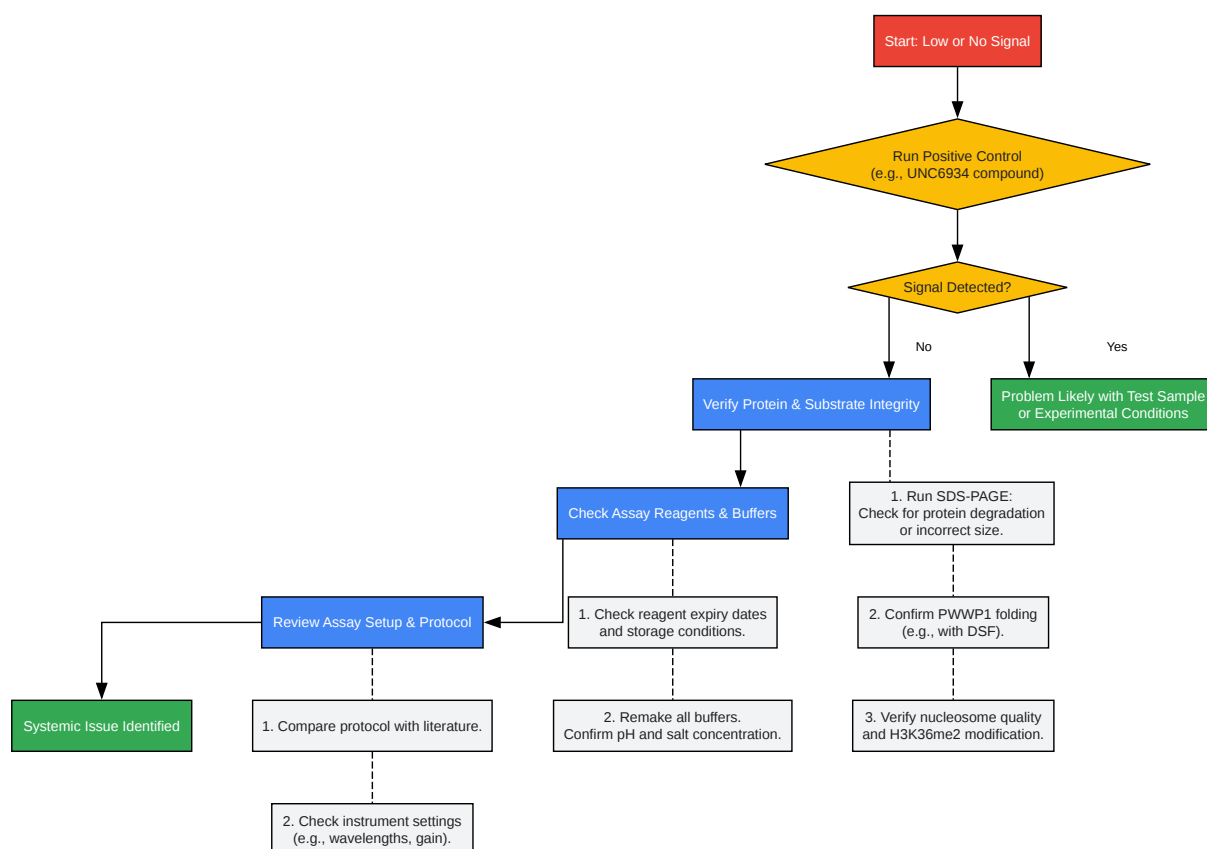 Start: Low or No Signal
Run Positive Control
(e.g., UNC6934 compound)
Signal Detected?
No
Yes
Verify Protein & Substrate Integrity
Problem Likely with Test Sample
or Experimental Conditions
Check Assay Reagents & Buffers
1. Run SDS-PAGE:
Check for protein degradation
or incorrect size.
Review Assay Setup & Protocol
1. Check reagent expiry dates
and storage conditions.
2. Confirm PWWP1 folding
(e.g., with DSF).
Systemic Issue Identified
1. Compare protocol with literature.
2. Remake all buffers.
Confirm pH and salt concentration.
3. Verify nucleosome quality
and H3K36me2 modification.
2. Check instrument settings
(e.g., wavelengths, gain).